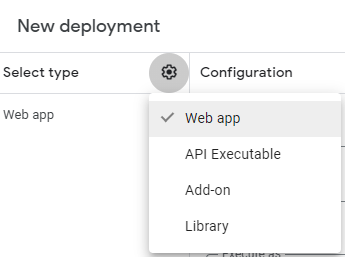 New deployment
Select type
Configuration
Web app
Web app
API Executable
Add-on
Library
Execute as